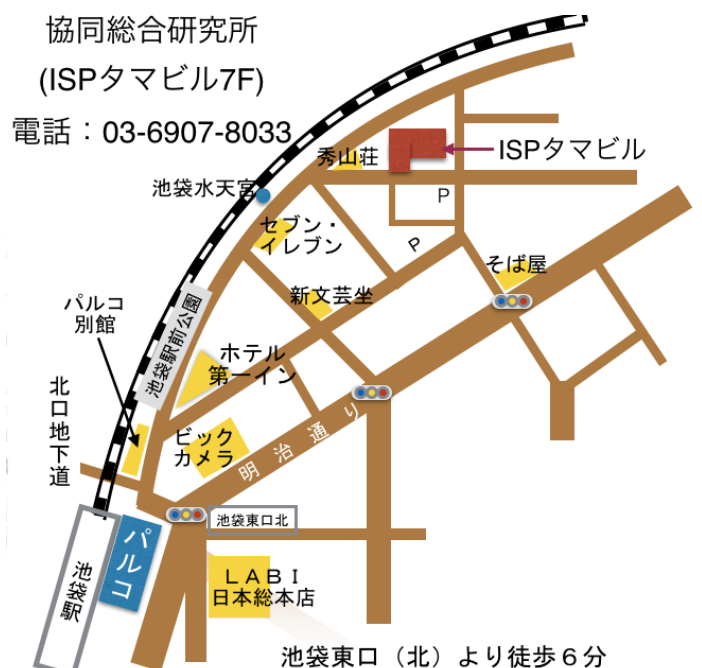 協同総合研究所
(ISPタマビル7F)
電話：03-6907-8033
秀山荘
ISPタマビル
池袋水天宮
P
セブン・
イレブン
P
そば屋
新文芸坐
パルコ
別館
池袋駅前公園
ホテル
第一イン
北口地下道
ビック
カメラ
明治通り
池袋東口北
パルコ
池袋駅
ＬＡＢＩ
日本総本店
池袋東口（北）より徒歩６分